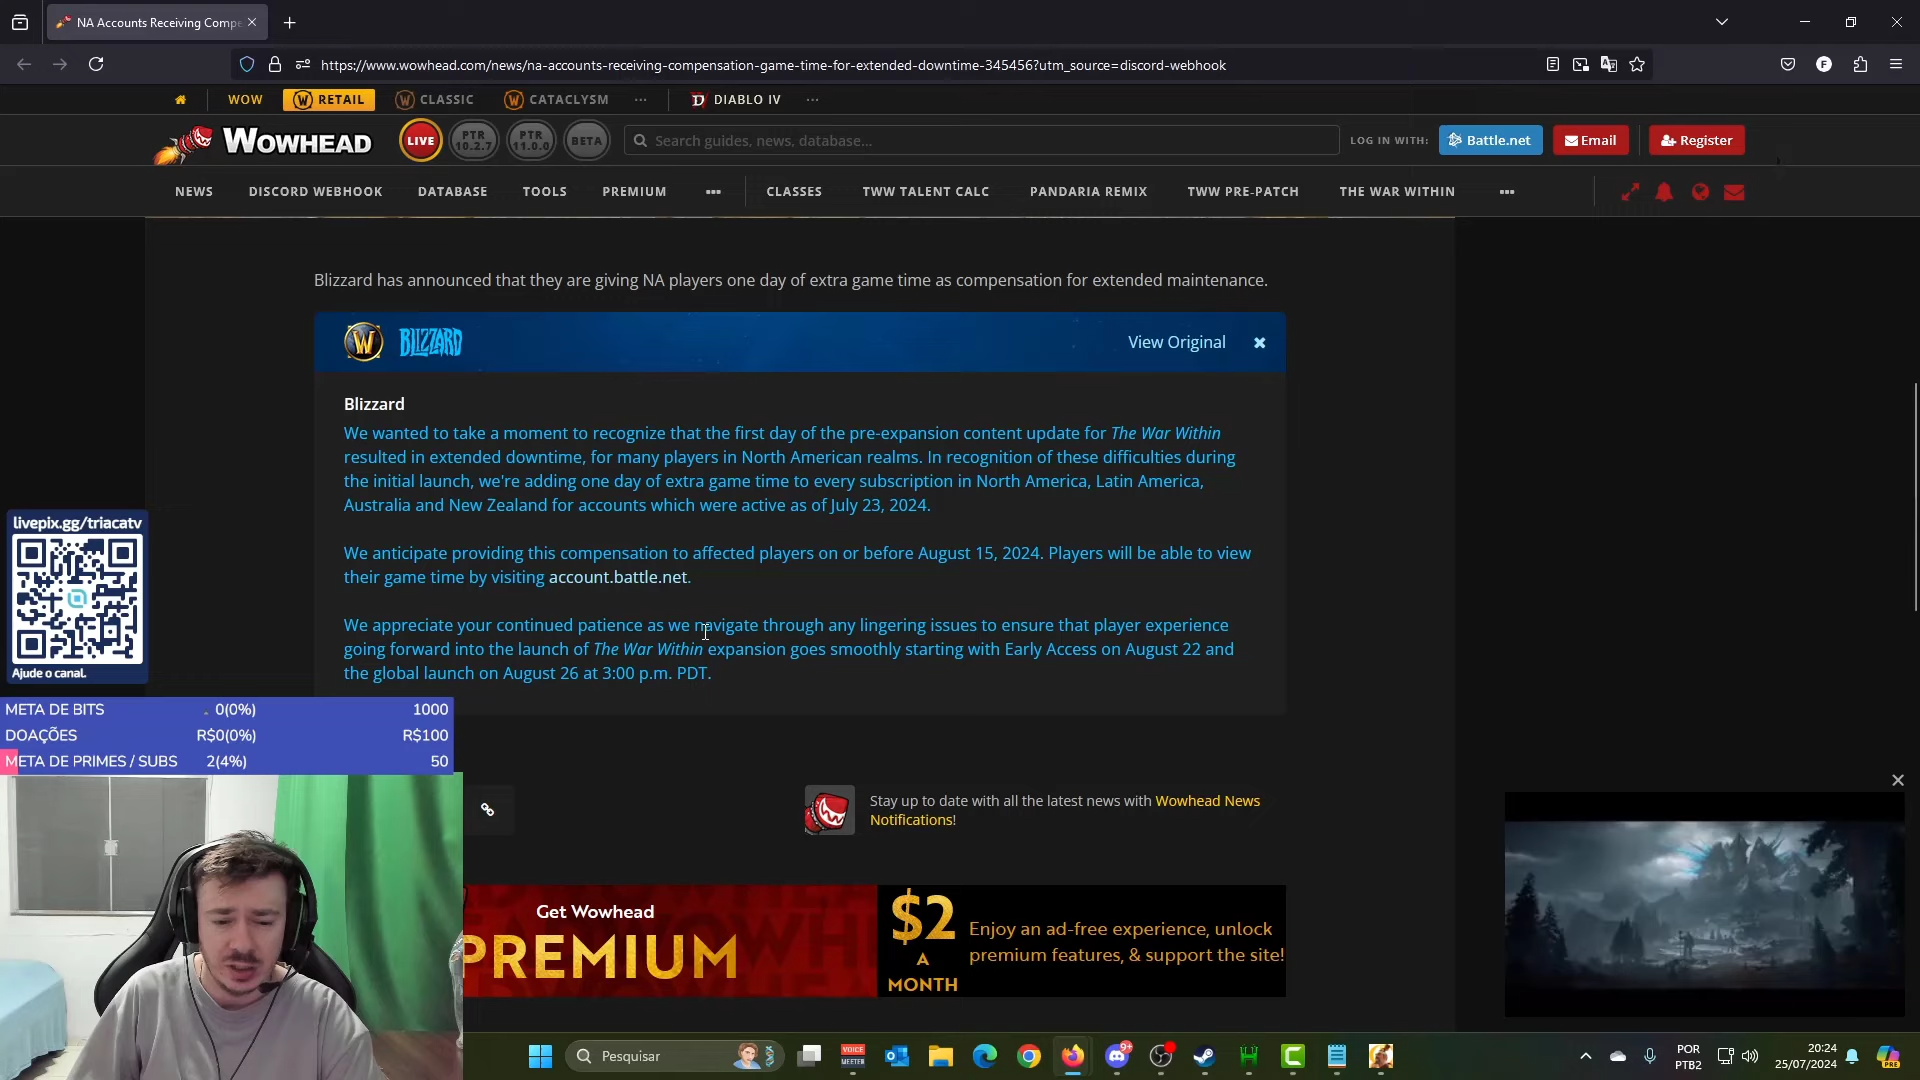 NA Accounts Receiving Compe
https://www.wowhead.com/news/na-accounts-receiving-compensation-game-time-for-extended-downtime-345456?utm_source=discord-webhook
WOW
RETAIL
CLASSIC
CATACLYSM
DIABLO IV
WOWHEAD
LIVE
PTR 10.2.7
PTR 11.0.0
BETA
Search guides, news, database...
LOG IN WITH:
Battle.net
Email
Register
NEWS
DISCORD WEBHOOK
DATABASE
TOOLS
PREMIUM
CLASSES
TWW TALENT CALC
PANDARIA REMIX
TWW PRE-PATCH
THE WAR WITHIN
Blizzard has announced that they are giving NA players one day of extra game time as compensation for extended maintenance.
BLIZZARD
View Original
Blizzard
We wanted to take a moment to recognize that the first day of the pre-expansion content update for The War Within
resulted in extended downtime, for many players in North American realms. In recognition of these difficulties during
the initial launch, we're adding one day of extra game time to every subscription in North America, Latin America,
Australia and New Zealand for accounts which were active as of July 23, 2024.
We anticipate providing this compensation to affected players on or before August 15, 2024. Players will be able to view
their game time by visiting account.battle.net.
We appreciate your continued patience as we navigate through any lingering issues to ensure that player experience
going forward into the launch of The War Within expansion goes smoothly starting with Early Access on August 22 and
the global launch on August 26 at 3:00 p.m. PDT.
livepix.gg/triacatv
Ajude o canal.
META DE BITS 0(0%) 1000
DOAÇÕES R$0(0%) R$100
META DE PRIMES / SUBS 2(4%) 50
Stay up to date with all the latest news with Wowhead News
Notifications!
Get Wowhead
PREMIUM
$2
A
MONTH
Enjoy an ad-free experience, unlock
premium features, & support the site!
Pesquisar
VOICE MEETER
9+
POR
PTB2
20:24
25/07/2024
PRE